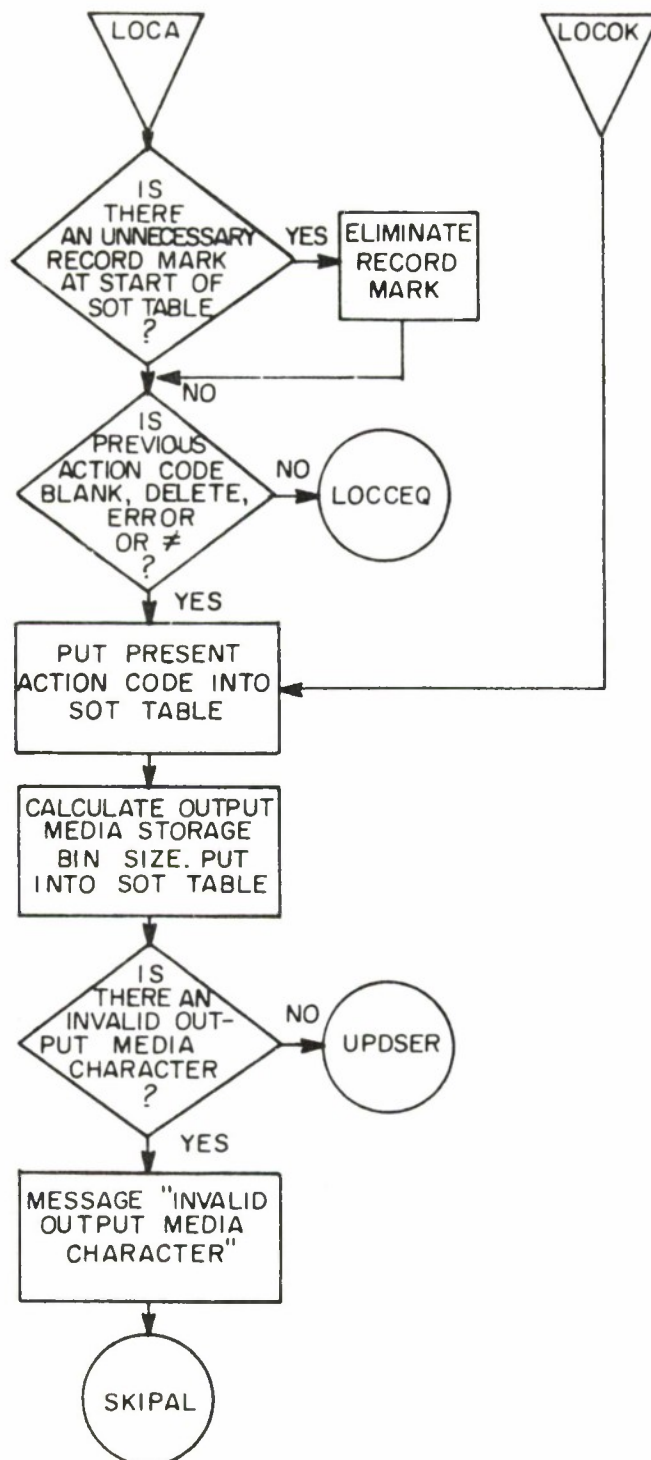 LOCA
LOCOK
IS
THERE
AN UNNECESSARY
RECORD MARK
AT START OF
SOT TABLE
?
YES
ELIMINATE
RECORD
MARK
NO
IS
PREVIOUS
ACTION CODE
BLANK, DELETE,
ERROR
OR ≠
?
NO
LOCCEQ
YES
PUT PRESENT
ACTION CODE INTO
SOT TABLE
CALCULATE OUTPUT
MEDIA STORAGE
BIN SIZE. PUT
INTO SOT TABLE
IS
THERE AN
INVALID OUT-
PUT MEDIA
CHARACTER
?
NO
UPDSER
YES
MESSAGE "INVALID
OUTPUT MEDIA
CHARACTER"
SKIPAL